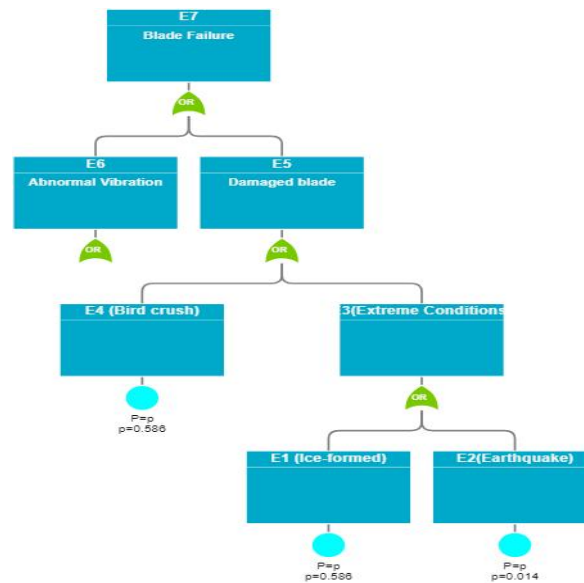 E7
Blade Failure
OR
E6
Abnormal Vibration
E5
Damaged blade
OR
OR
E4 (Bird crush)
3(Extreme Conditions
P=p
p=0.586
OR
E1 (Ice-formed)
E2(Earthquake)
P=p
p=0.586
P=p
p=0.014